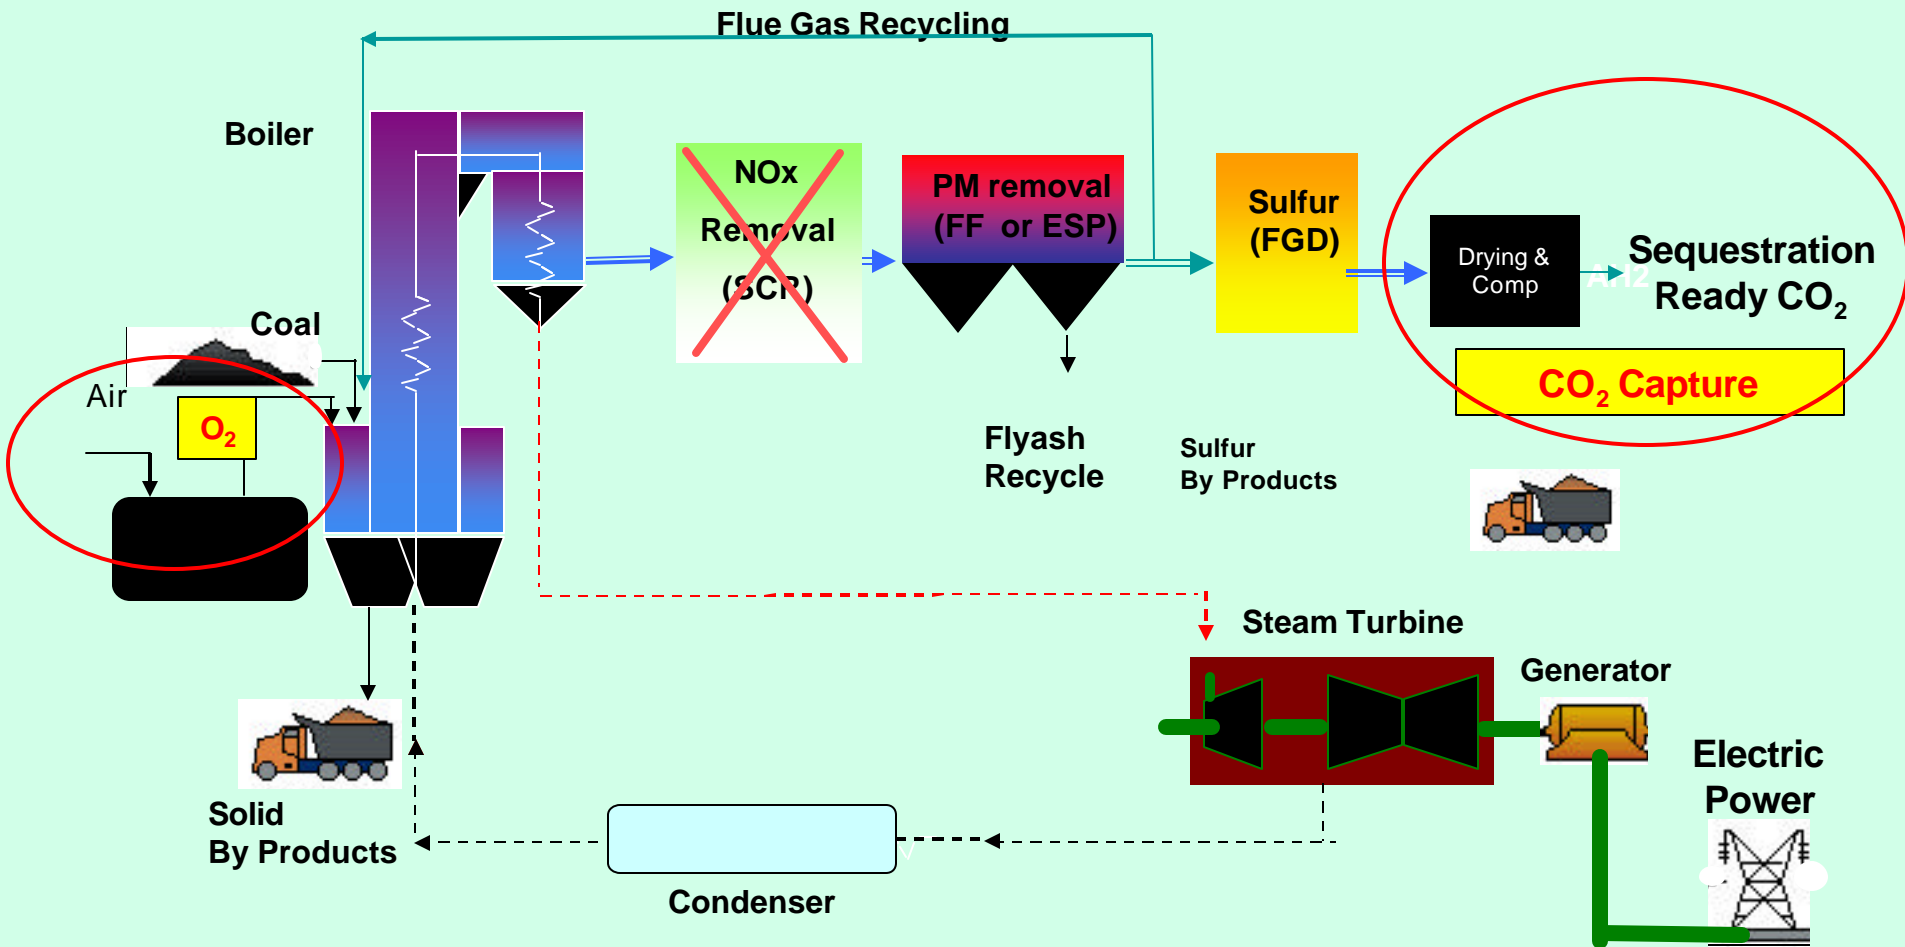 Flue Gas Recycling
Boiler
NOx
Removal
(SCR)
PM removal
(FF or ESP)
Sulfur
(FGD)
Drying &
Comp
AH2
Sequestration
Ready CO2
CO2 Capture
Coal
Air
O2
Flyash
Recycle
Sulfur
By Products
Steam Turbine
Generator
Electric
Power
Solid
By Products
Condenser